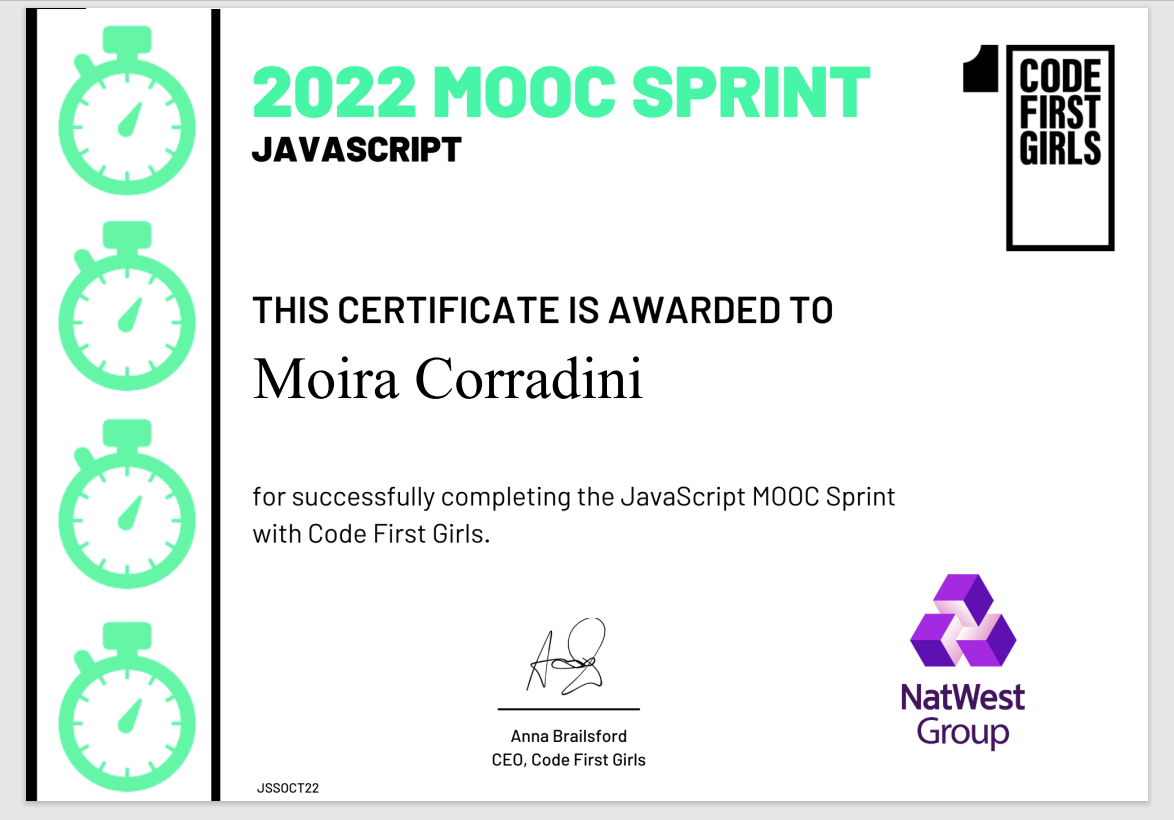 2022 MOOC SPRINT
JAVASCRIPT
CODE
FIRST
GIRLS
THIS CERTIFICATE IS AWARDED TO
Moira Corradini
for successfully completing the JavaScript MOOC Sprint
with Code First Girls.
NatWest
Group
Anna Brailsford
CEO, Code First Girls
JSSOCT22